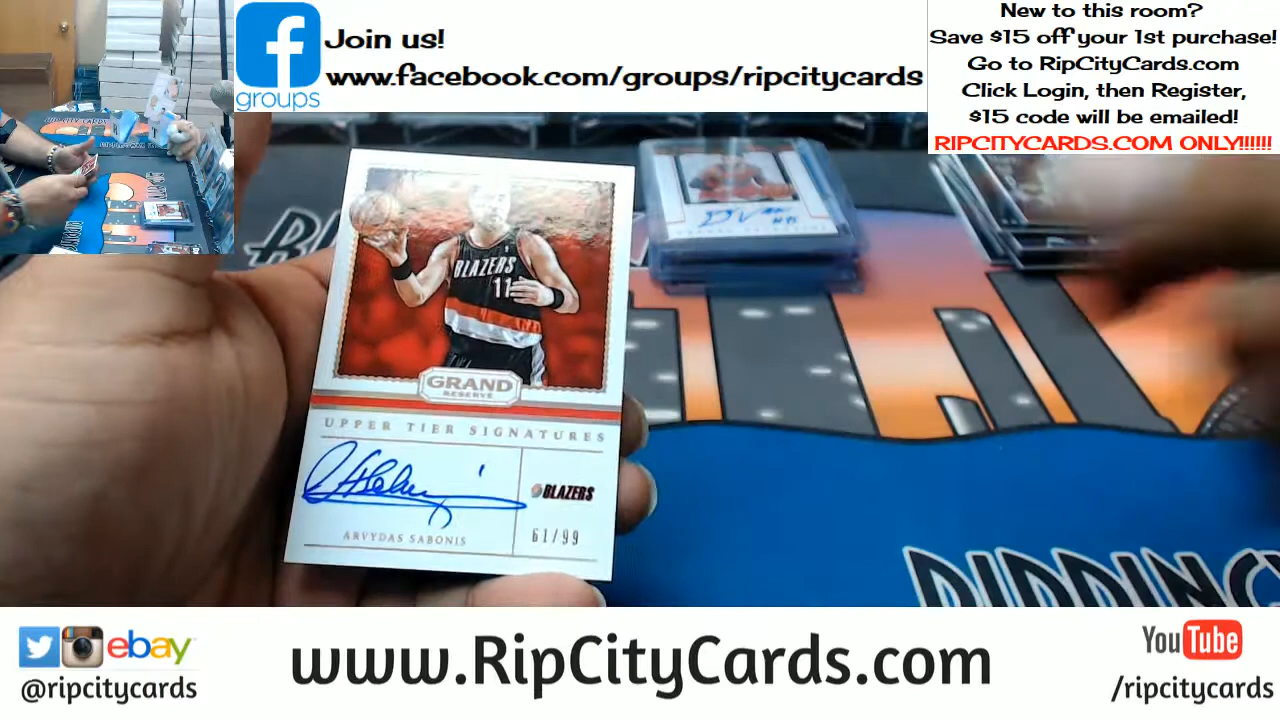 groups
Join us!
www.facebook.com/groups/ripcitycards
New to this room?
Save $15 off your 1st purchase!
Go to RipCityCards.com
Click Login, then Register,
$15 code will be emailed!
RIPCITYCARDS.COM ONLY!!!!!!
BLAZERS
11
GRAND
RESERVE
UPPER TIER SIGNATURES
BLAZERS
ARVYDAS SABONIS
61/99
ebay
@ripcitycards
www.RipCityCards.com
YouTube
/ripcitycards